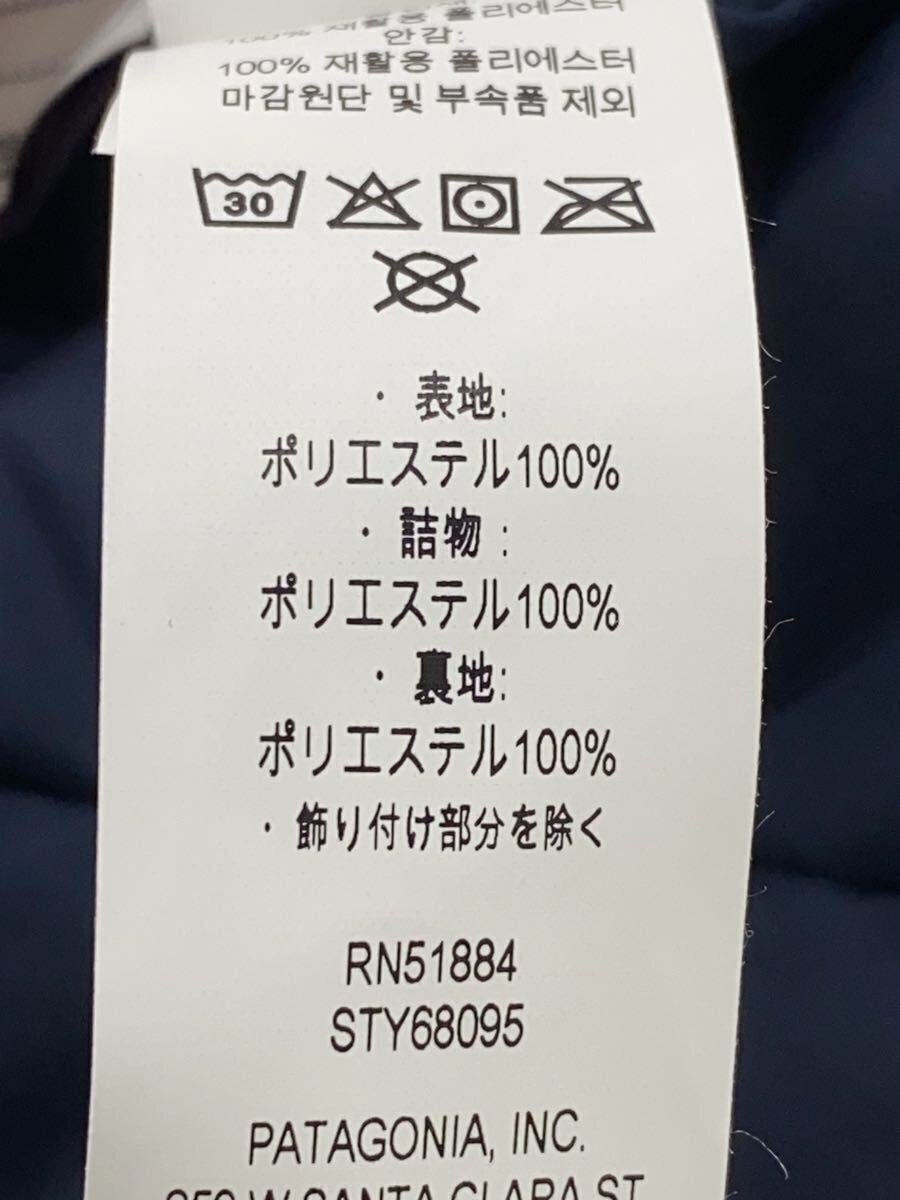 100% 재활용 폴리에스터
안감:
100% 재활용 폴리에스터
마감원단 및 부속품 제외
30
· 表地:
ポリエステル100%
· 詰物 :
ポリエステル100%
· 裏地:
ポリエステル100%
· 飾り付け部分を除く
RN51884
STY68095
PATAGONIA, INC.
259 W SANTA CLARA ST